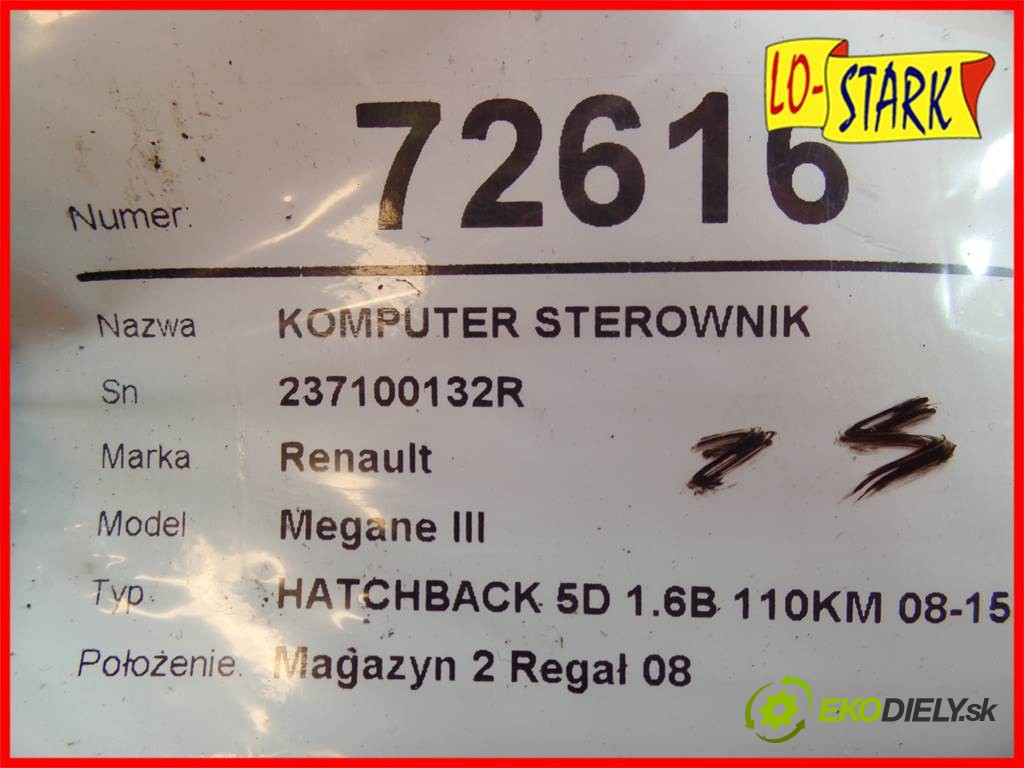 LO-STARK
Numer: 72616
Nazwa KOMPUTER STEROWNIK
Sn 237100132R
Marka Renault
Model Megane III
Typ HATCHBACK 5D 1.6B 110KM 08-15
Położenie: Magazyn 2 Regał 08
EKODIELY.sk